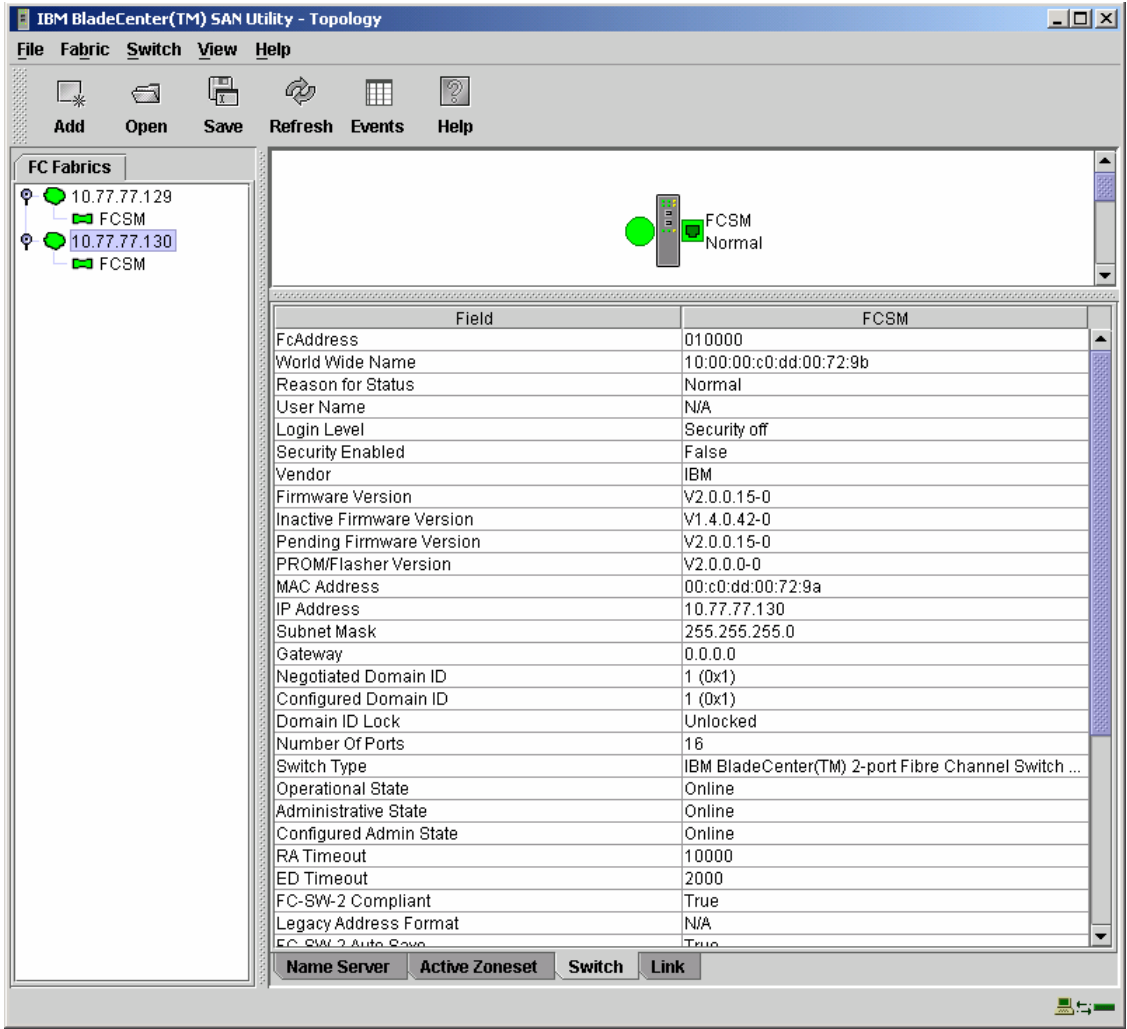 IBM BladeCenter(TM) SAN Utility - Topology
File Fabric Switch View Help
Add Open Save Refresh Events Help
FC Fabrics
10.77.77.129
FCSM
10.77.77.130
FCSM
FCSM
Normal
Field FCSM
FcAddress 010000
World Wide Name 10:00:00:c0:dd:00:72:9b
Reason for Status Normal
User Name N/A
Login Level Security off
Security Enabled False
Vendor IBM
Firmware Version V2.0.0.15-0
Inactive Firmware Version V1.4.0.42-0
Pending Firmware Version V2.0.0.15-0
PROM/Flasher Version V2.0.0.0-0
MAC Address 00:c0:dd:00:72:9a
IP Address 10.77.77.130
Subnet Mask 255.255.255.0
Gateway 0.0.0.0
Negotiated Domain ID 1 (0x1)
Configured Domain ID 1 (0x1)
Domain ID Lock Unlocked
Number Of Ports 16
Switch Type IBM BladeCenter(TM) 2-port Fibre Channel Switch ...
Operational State Online
Administrative State Online
Configured Admin State Online
RA Timeout 10000
ED Timeout 2000
FC-SW-2 Compliant True
Legacy Address Format N/A
FC-SW-2 Auto Save True
Name Server Active Zoneset Switch Link